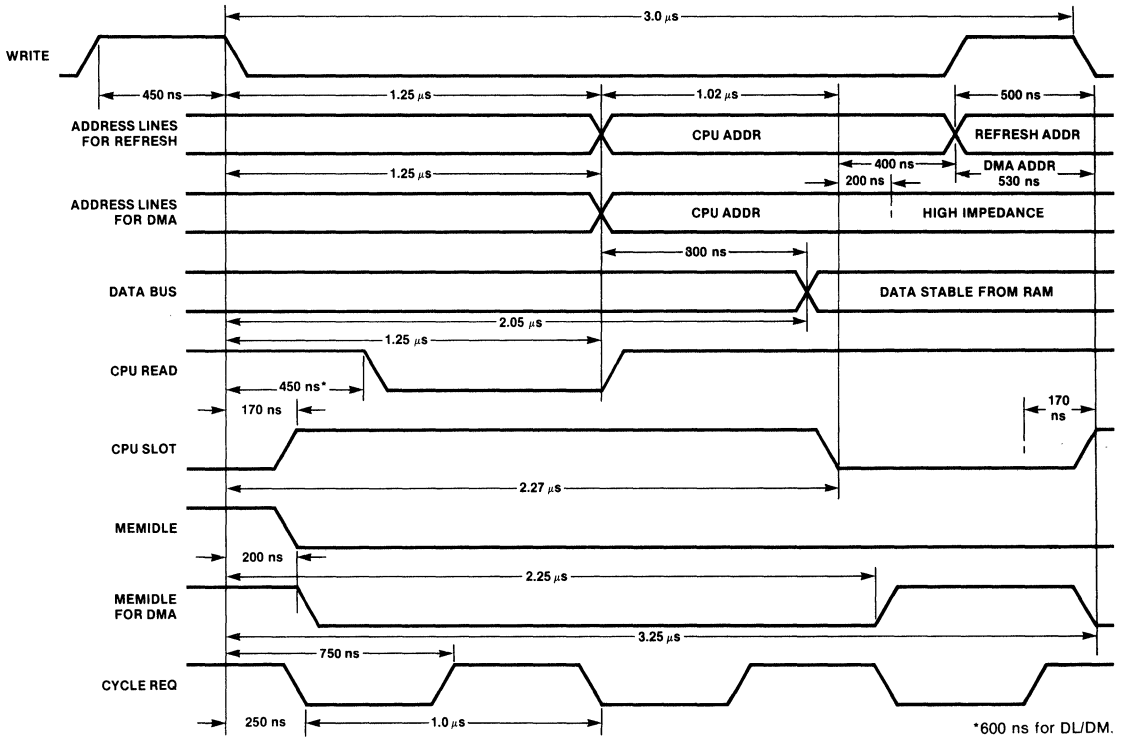 3.0 µs
WRITE
450 ns
1.25 µs
1.02 µs
500 ns
ADDRESS LINES
FOR REFRESH
CPU ADDR
REFRESH ADDR
400 ns
DMA ADDR
1.25 µs
200 ns
530 ns
ADDRESS LINES
FOR DMA
CPU ADDR
HIGH IMPEDANCE
800 ns
DATA BUS
DATA STABLE FROM RAM
2.05 µs
1.25 µs
CPU READ
450 ns*
170 ns
170
ns
CPU SLOT
2.27 µs
MEMIDLE
200 ns
2.25 µs
MEMIDLE
FOR DMA
3.25 µs
750 ns
CYCLE REQ
250 ns
1.0 µs
*600 ns for DL/DM.